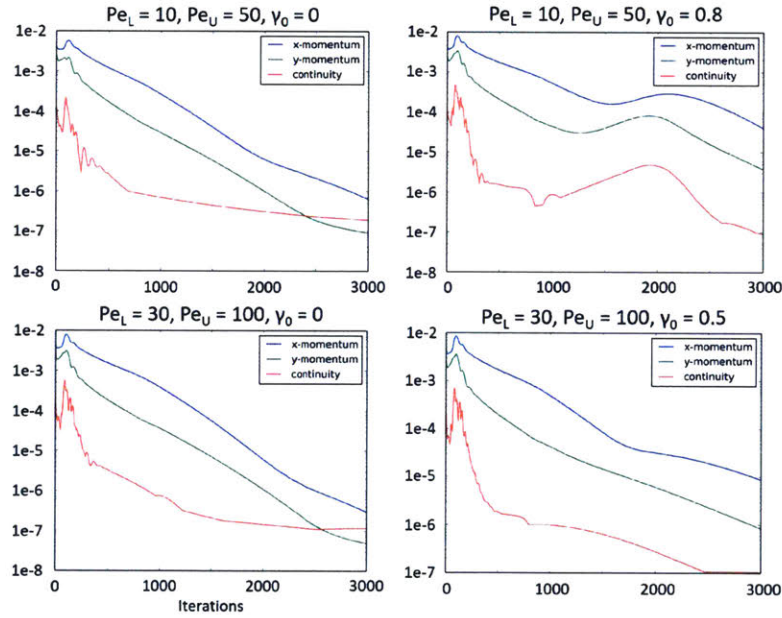 Pe_L = 10, Pe_U = 50, γ_0 = 0
1e-2
1e-3
1e-4
1e-5
1e-6
1e-7
1e-8
x-momentum
y-momentum
continuity
0 1000 2000 3000
Pe_L = 10, Pe_U = 50, γ_0 = 0.8
1e-2
1e-3
1e-4
1e-5
1e-6
1e-7
1e-8
x-momentum
y-momentum
continuity
0 1000 2000 3000
Pe_L = 30, Pe_U = 100, γ_0 = 0
1e-2
1e-3
1e-4
1e-5
1e-6
1e-7
1e-8
x-momentum
y-momentum
continuity
0 1000 2000 3000
Iterations
Pe_L = 30, Pe_U = 100, γ_0 = 0.5
1e-2
1e-3
1e-4
1e-5
1e-6
1e-7
x-momentum
y-momentum
continuity
0 1000 2000 3000